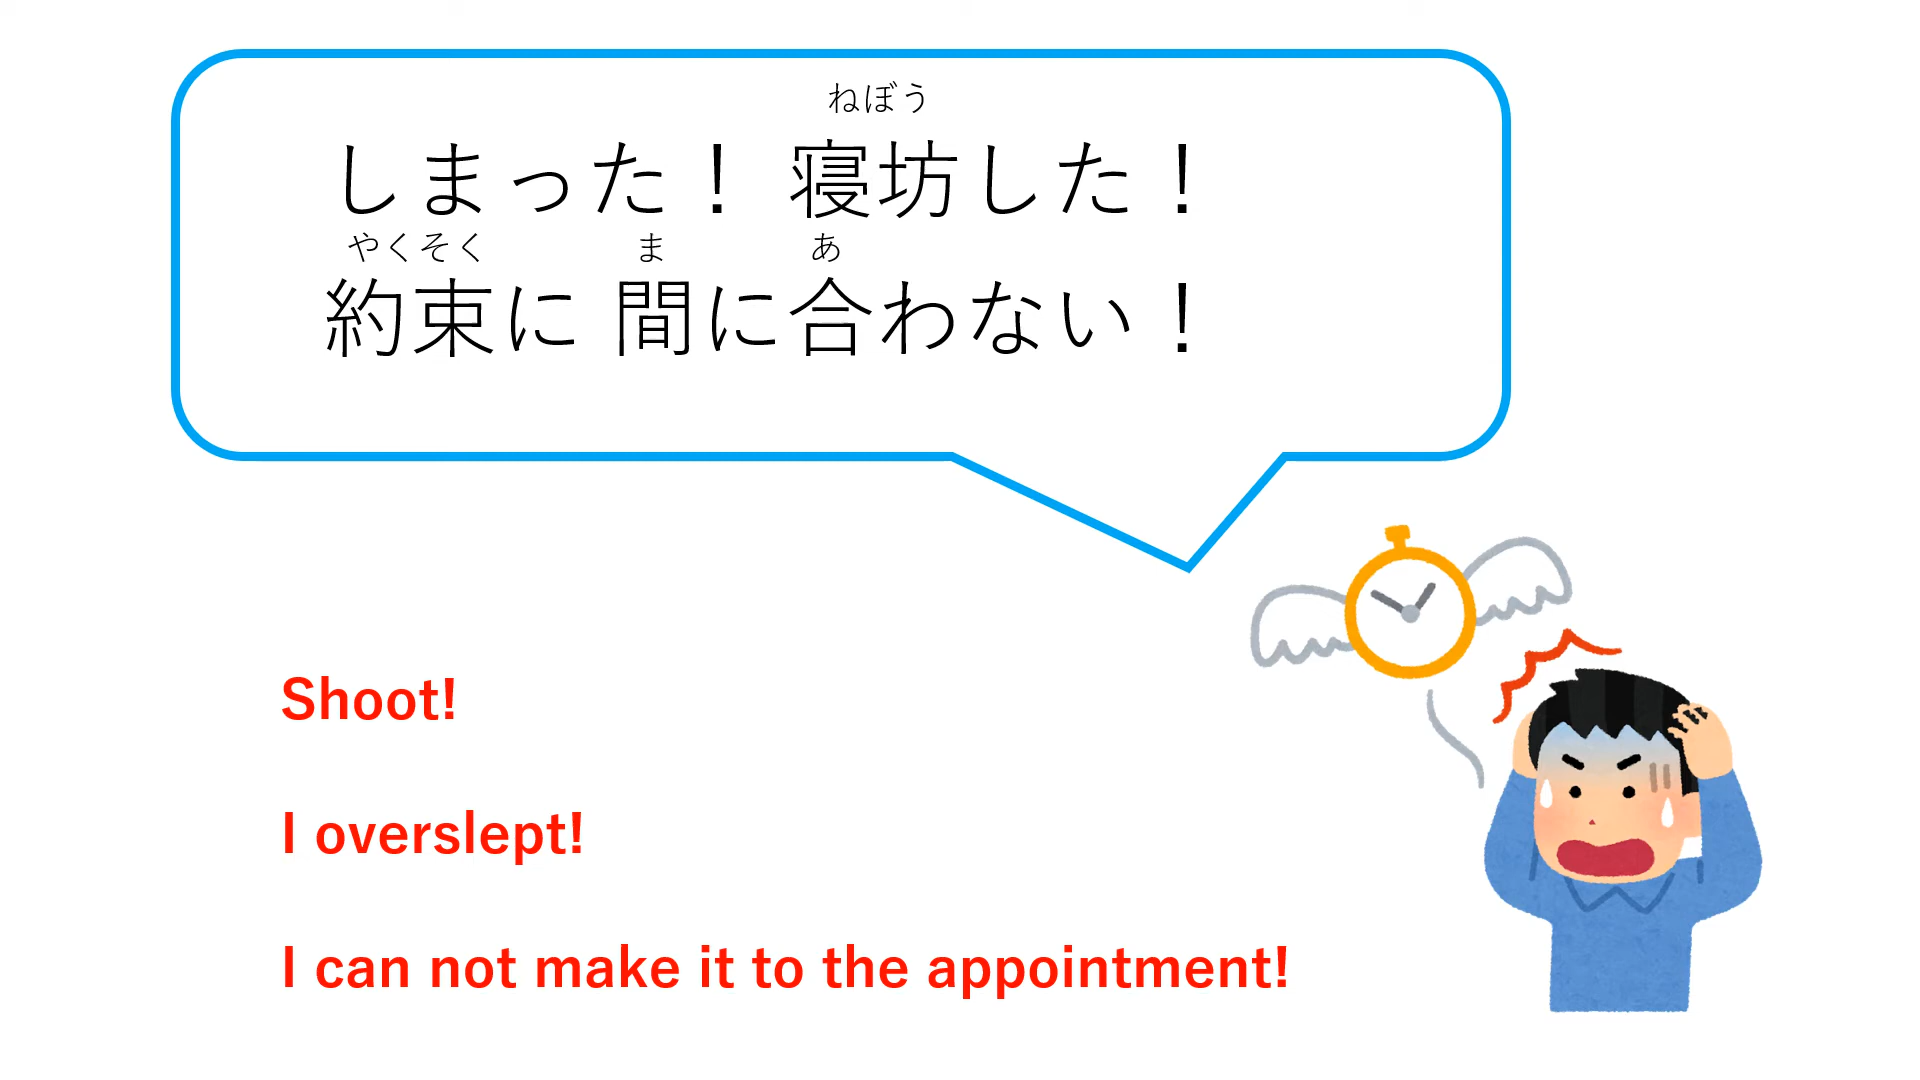 ねぼう
しまった！ 寝坊した！
やくそく ま あ
約束に 間に合わない！
Shoot!
I overslept!
I can not make it to the appointment!